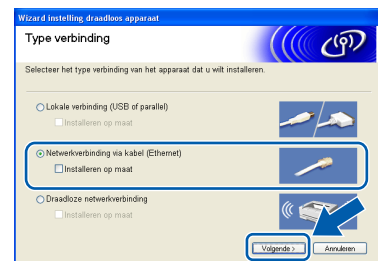 Wizard instelling draadloos apparaat
Type verbinding
Selecteer het type verbinding van het apparaat dat u wilt installeren.
Lokale verbinding (USB of parallel)
Installeren op maat
Netwerkverbinding via kabel (Ethernet)
Installeren op maat
Draadloze netwerkverbinding
Installeren op maat
Volgende >
Annuleren